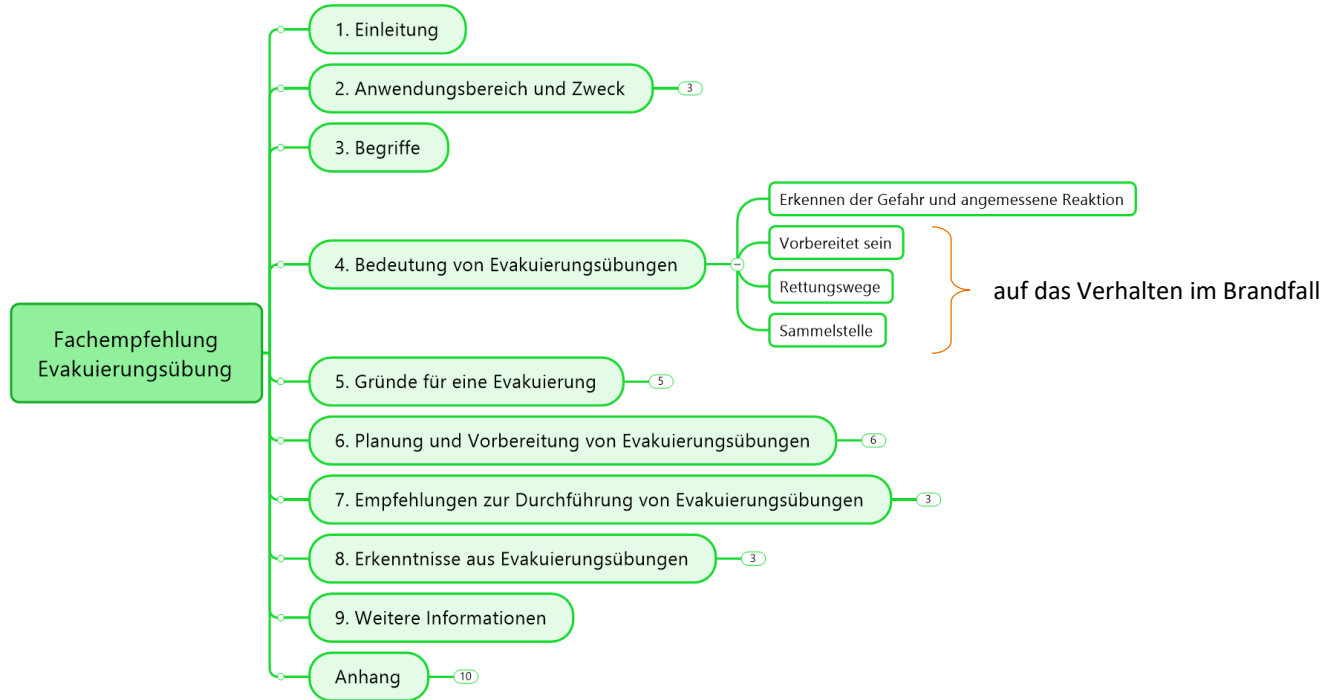 Fachempfehlung
Evakuierungsübung
1. Einleitung
2. Anwendungsbereich und Zweck
3
3. Begriffe
4. Bedeutung von Evakuierungsübungen
Erkennen der Gefahr und angemessene Reaktion
Vorbereitet sein
Rettungswege
Sammelstelle
auf das Verhalten im Brandfall
5. Gründe für eine Evakuierung
5
6. Planung und Vorbereitung von Evakuierungsübungen
6
7. Empfehlungen zur Durchführung von Evakuierungsübungen
3
8. Erkenntnisse aus Evakuierungsübungen
3
9. Weitere Informationen
Anhang
10